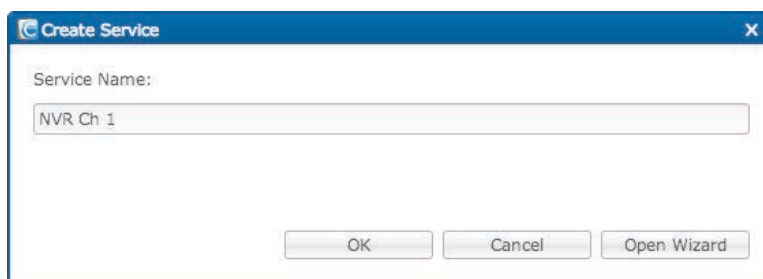 Create Service
Service Name:
NVR Ch 1
OK Cancel Open Wizard